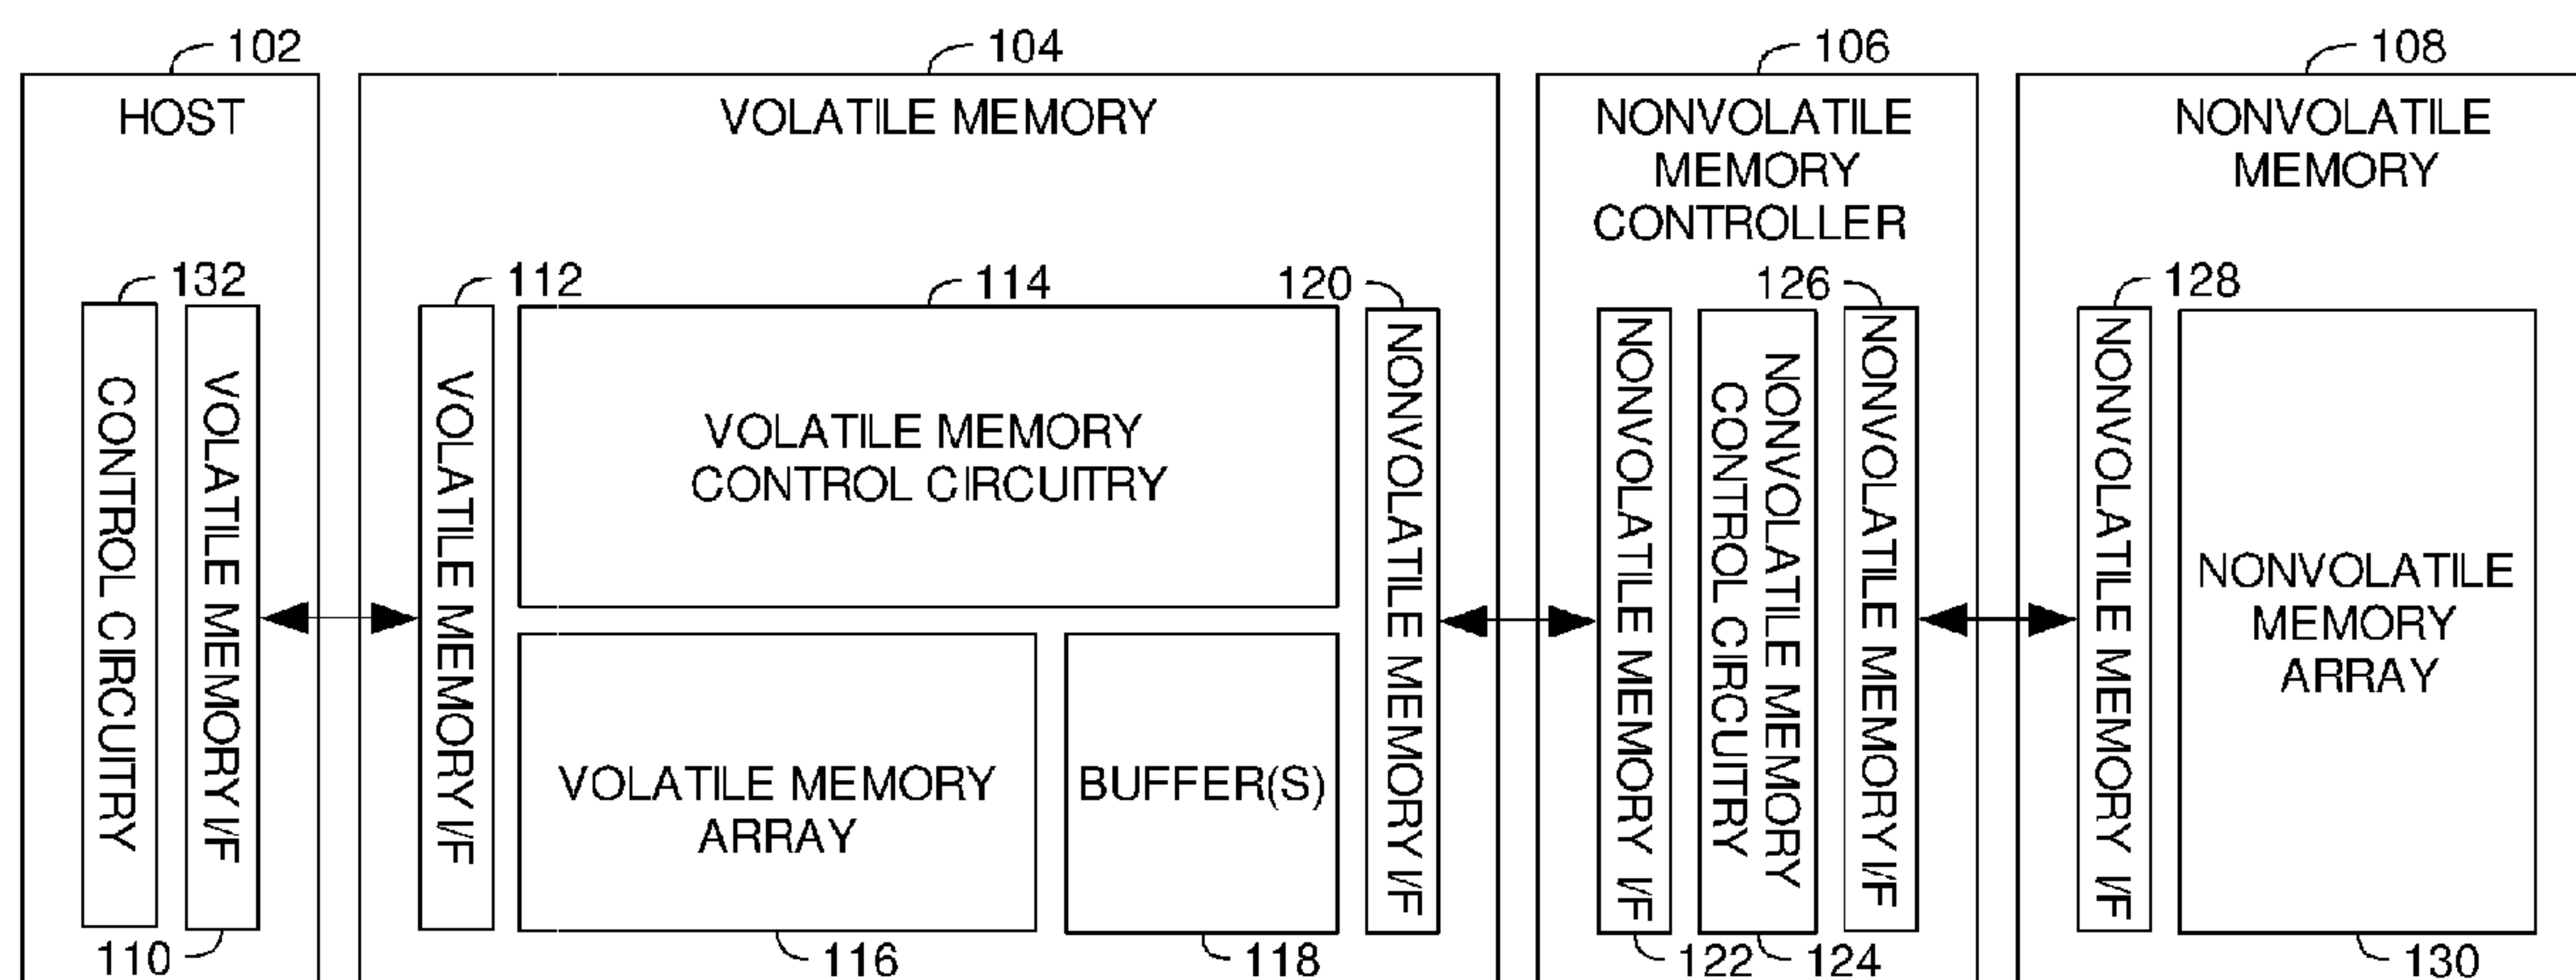 102
104
106
108
HOST
VOLATILE MEMORY
NONVOLATILE
MEMORY
CONTROLLER
NONVOLATILE
MEMORY
132
112
114
120
126
128
CONTROL CIRCUITRY
VOLATILE MEMORY I/F
VOLATILE MEMORY I/F
VOLATILE MEMORY
CONTROL CIRCUITRY
VOLATILE MEMORY
ARRAY
BUFFER(S)
NONVOLATILE MEMORY I/F
NONVOLATILE MEMORY I/F
NONVOLATILE MEMORY
CONTROL CIRCUITRY
NONVOLATILE MEMORY I/F
NONVOLATILE MEMORY I/F
NONVOLATILE
MEMORY
ARRAY
110
116
118
122
124
130